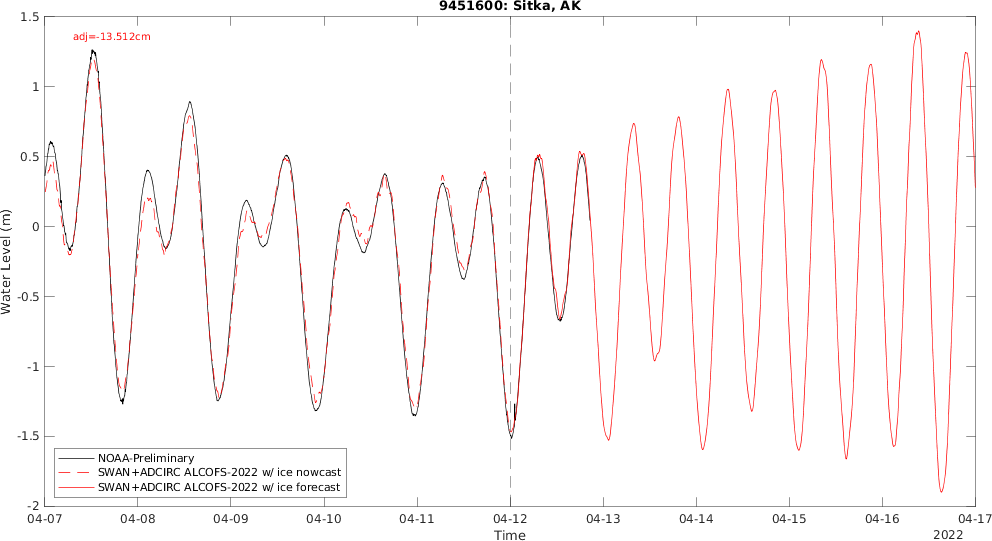 9451600: Sitka, AK
adj=-13.512cm
1.5
1
0.5
0
-0.5
-1
-1.5
-2
Water Level (m)
NOAA-Preliminary
SWAN+ADCIRC ALCOFS-2022 w/ ice nowcast
SWAN+ADCIRC ALCOFS-2022 w/ ice forecast
04-07 04-08 04-09 04-10 04-11 04-12 04-13 04-14 04-15 04-16 04-17
Time
2022